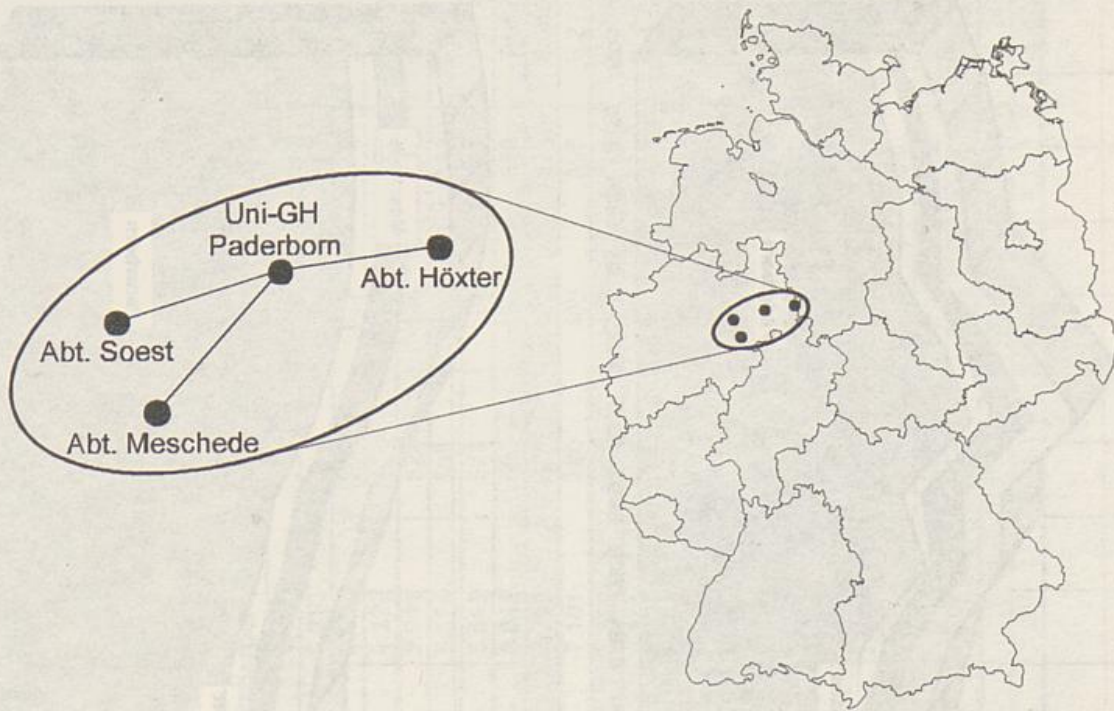 Uni-GH
Paderborn
Abt. Höxter
Abt. Soest
Abt. Meschede